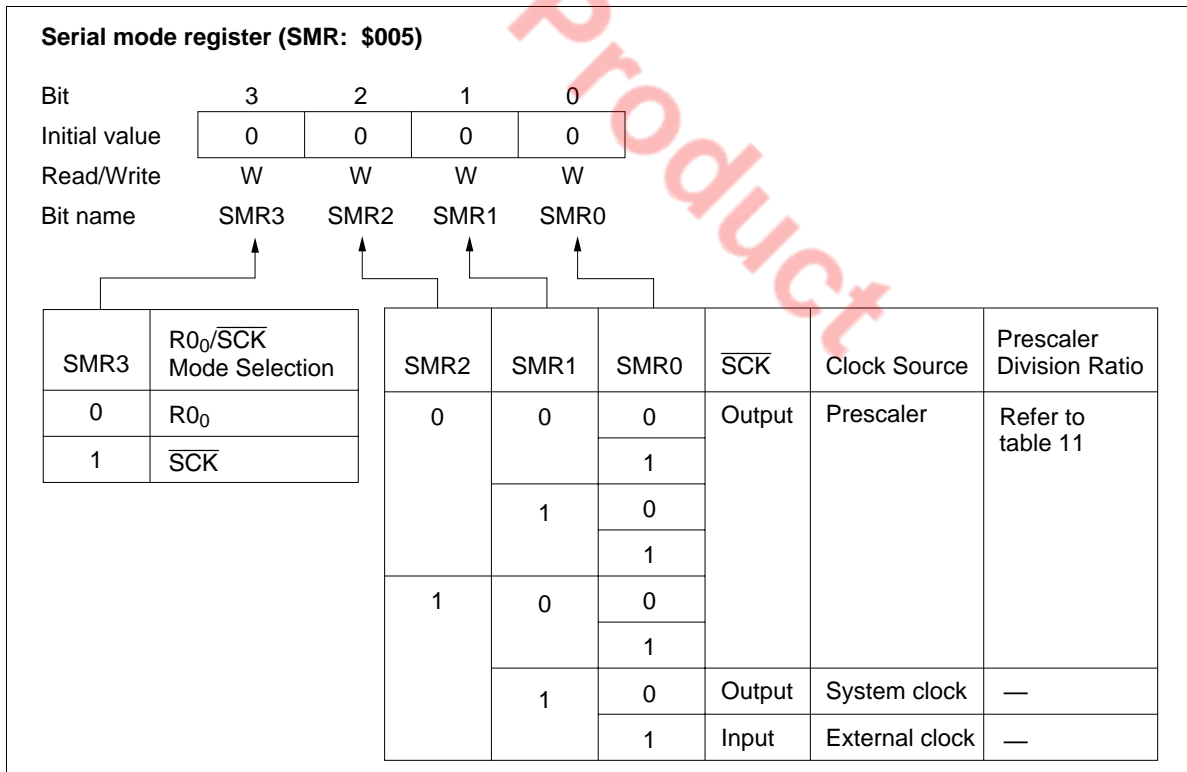 Serial mode register (SMR: $005)
Bit 3 2 1 0
Initial value 0 0 0 0
Read/Write W W W W
Bit name SMR3 SMR2 SMR1 SMR0
SMR3 R0₀/S̅C̅K̅ Mode Selection
0 R0₀
1 S̅C̅K̅
SMR2 SMR1 SMR0 S̅C̅K̅ Clock Source Prescaler Division Ratio
0 0 0 Output Prescaler Refer to table 11
1
1 0
1
1 0 0
1
1 0 Output System clock —
1 Input External clock —
Product